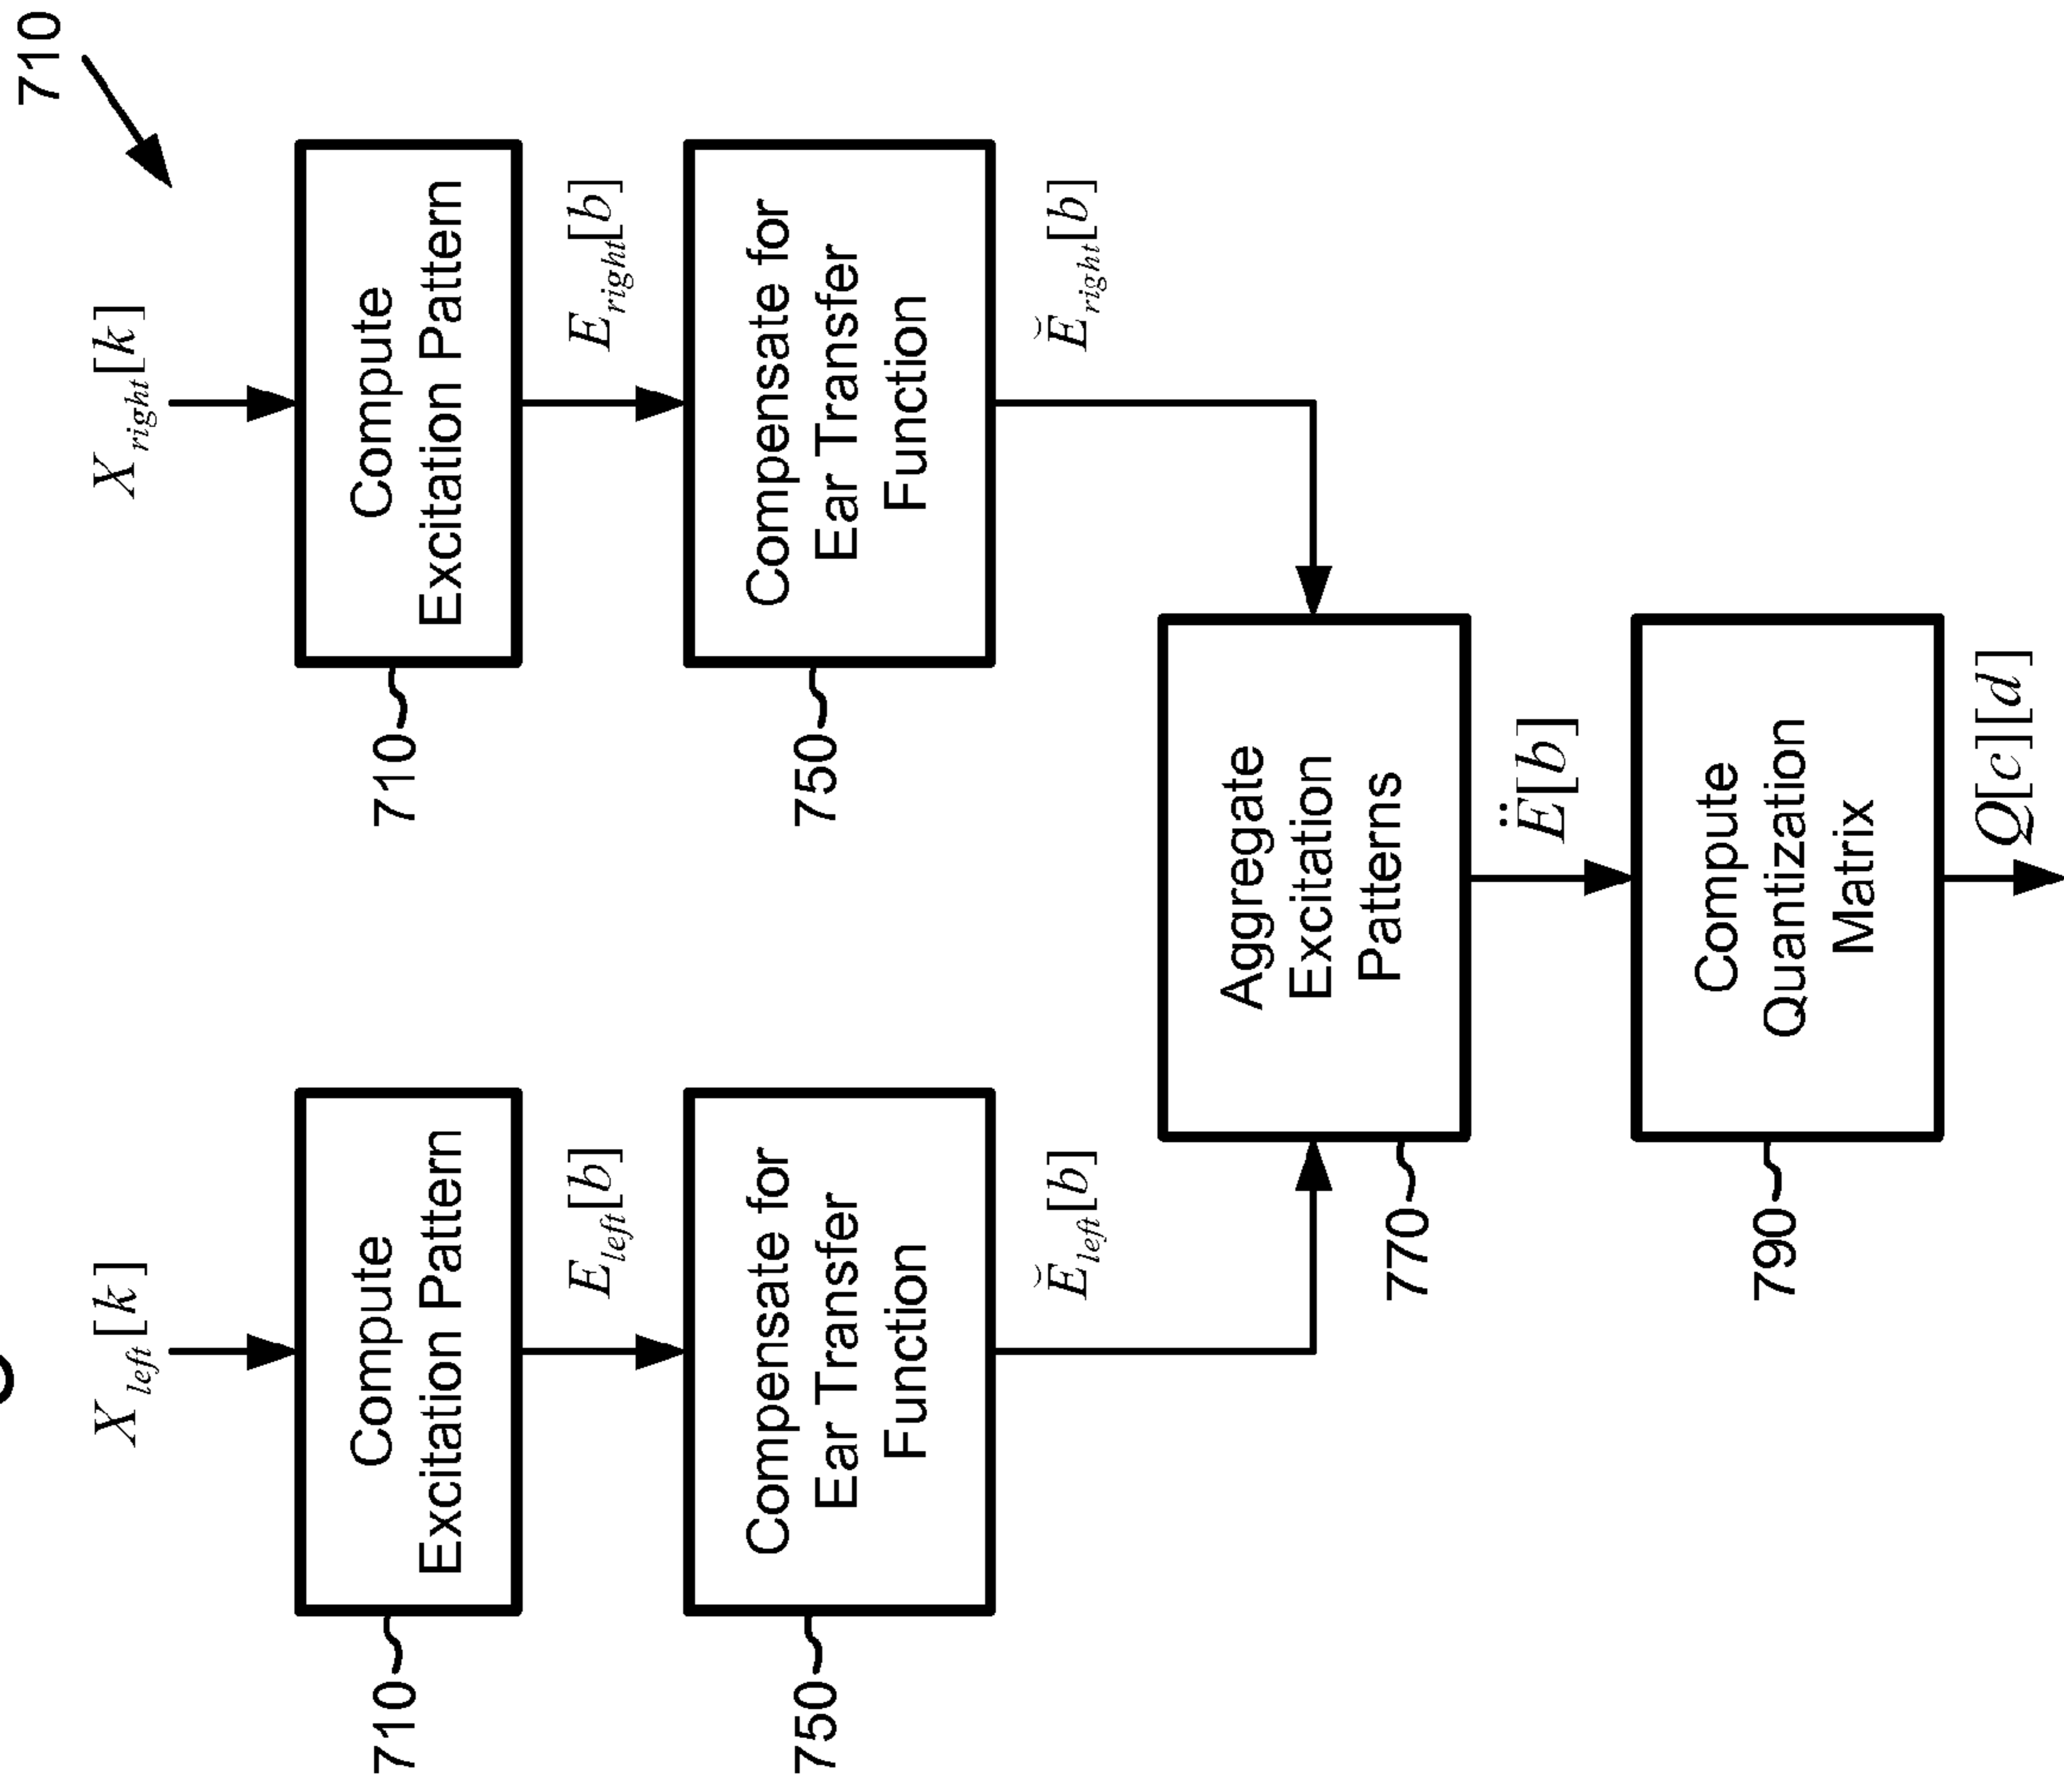 710
X_left[k]
X_right[k]
710
Compute
Excitation Pattern
710
Compute
Excitation Pattern
E_left[b]
E_right[b]
750
Compensate for
Ear Transfer
Function
750
Compensate for
Ear Transfer
Function
Ĕ_left[b]
Ĕ_right[b]
770
Aggregate
Excitation
Patterns
Ë[b]
790
Compute
Quantization
Matrix
Q[c][d]